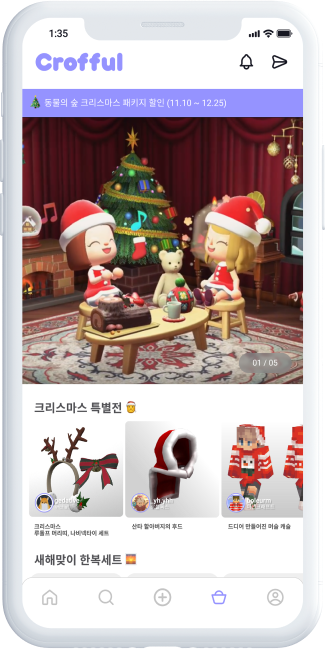 1:35
Crofful
🎄 동물의 숲 크리스마스 패키지 할인 (11.10 ~ 12.25)
01 / 05
크리스마스 특별전 🎅
크리스마스
루돌프 머리띠, 나비넥타이 세트
산타 할아버지의 후드
드디어 만들어진 머슬 캐슬
새해맞이 한복세트 🌅